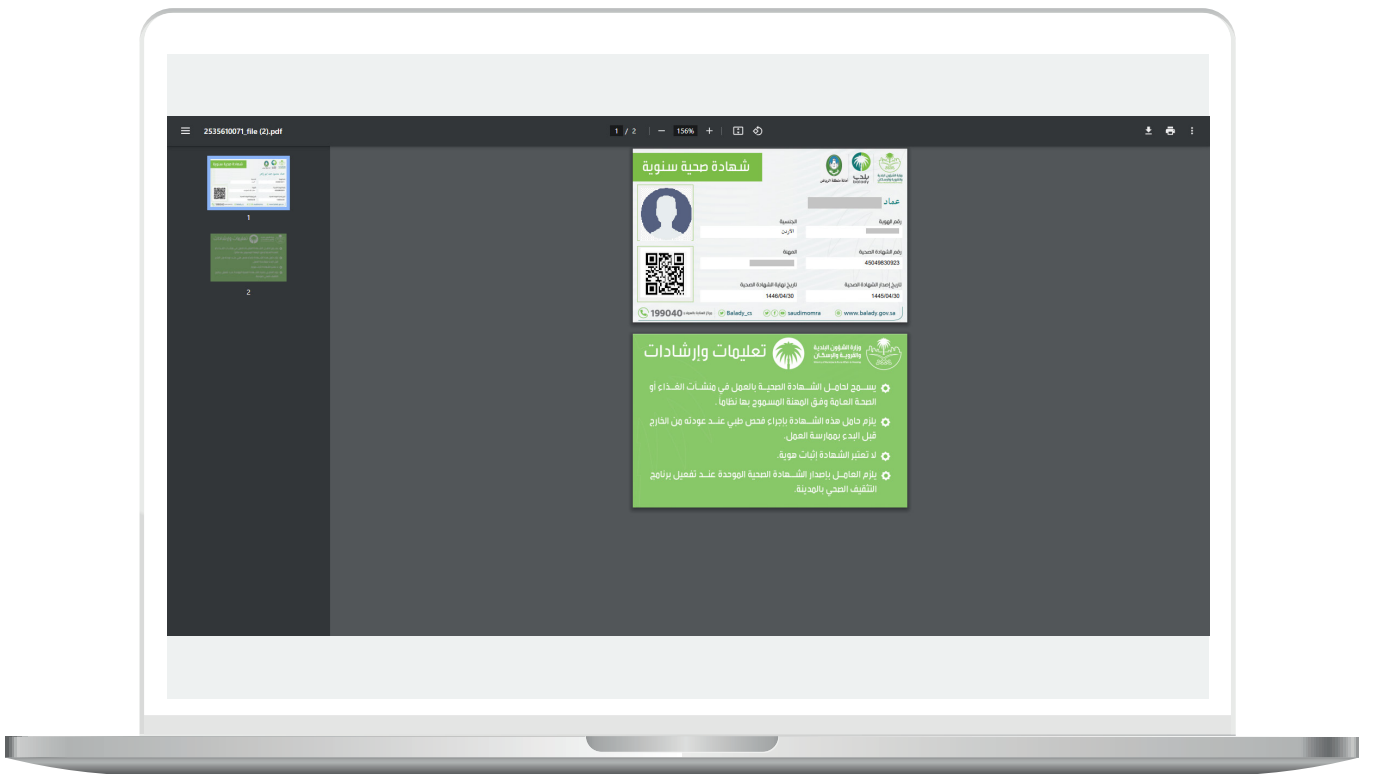 2535610071_file (2).pdf
1 / 2
156%
1
2
شهادة صحية سنوية
بلدي
balady
أمانة منطقة الرياض
عماد
رقم الهوية
الجنسية
الأردن
رقم الشهادة الصحية
المهنة
45049830923
تاريخ إصدار الشهادة الصحية
تاريخ نهاية الشهادة الصحية
1445/04/30
1446/04/30
199040
Balady_cs
saudimomra
www.balady.gov.sa
وزارة الشؤون البلدية
والقروية والإسكان
تعليمات وإرشادات
يسمح لحامل الشهادة الصحية بالعمل في منشآت الغذاء أو
الصحة العامة وفق المهنة المسموح بها نظاماً .
يلزم حامل هذه الشهادة بإجراء فحص طبي عند عودته من الخارج
قبل البدء بممارسة العمل.
لا تعتبر الشهادة إثبات هوية.
يلزم العامل بإصدار الشهادة الصحية الموحدة عند تفعيل برنامج
التثقيف الصحي بالمدينة.